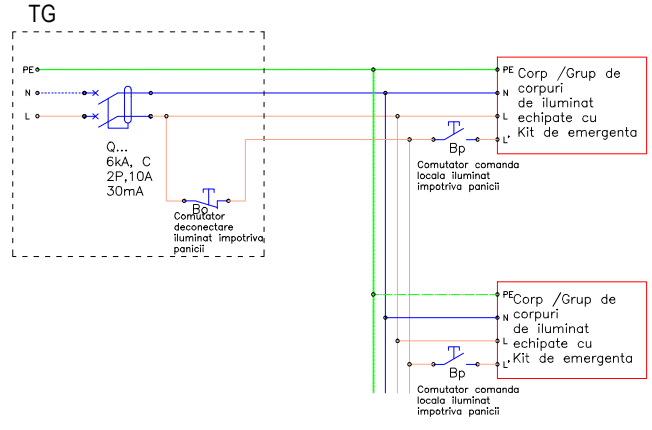 TG
PE
N
L
Q...
6kA, C
2P,10A
30mA
Bo
Comutator
deconectare
iluminat impotriva
panicii
PE
N
L
L'
Corp /Grup de
corpuri
de iluminat
echipate cu
Kit de emergenta
Bp
Comutator comanda
locala iluminat
impotriva panicii
PE
N
L
L'
Corp /Grup de
corpuri
de iluminat
echipate cu
Kit de emergenta
Bp
Comutator comanda
locala iluminat
impotriva panicii